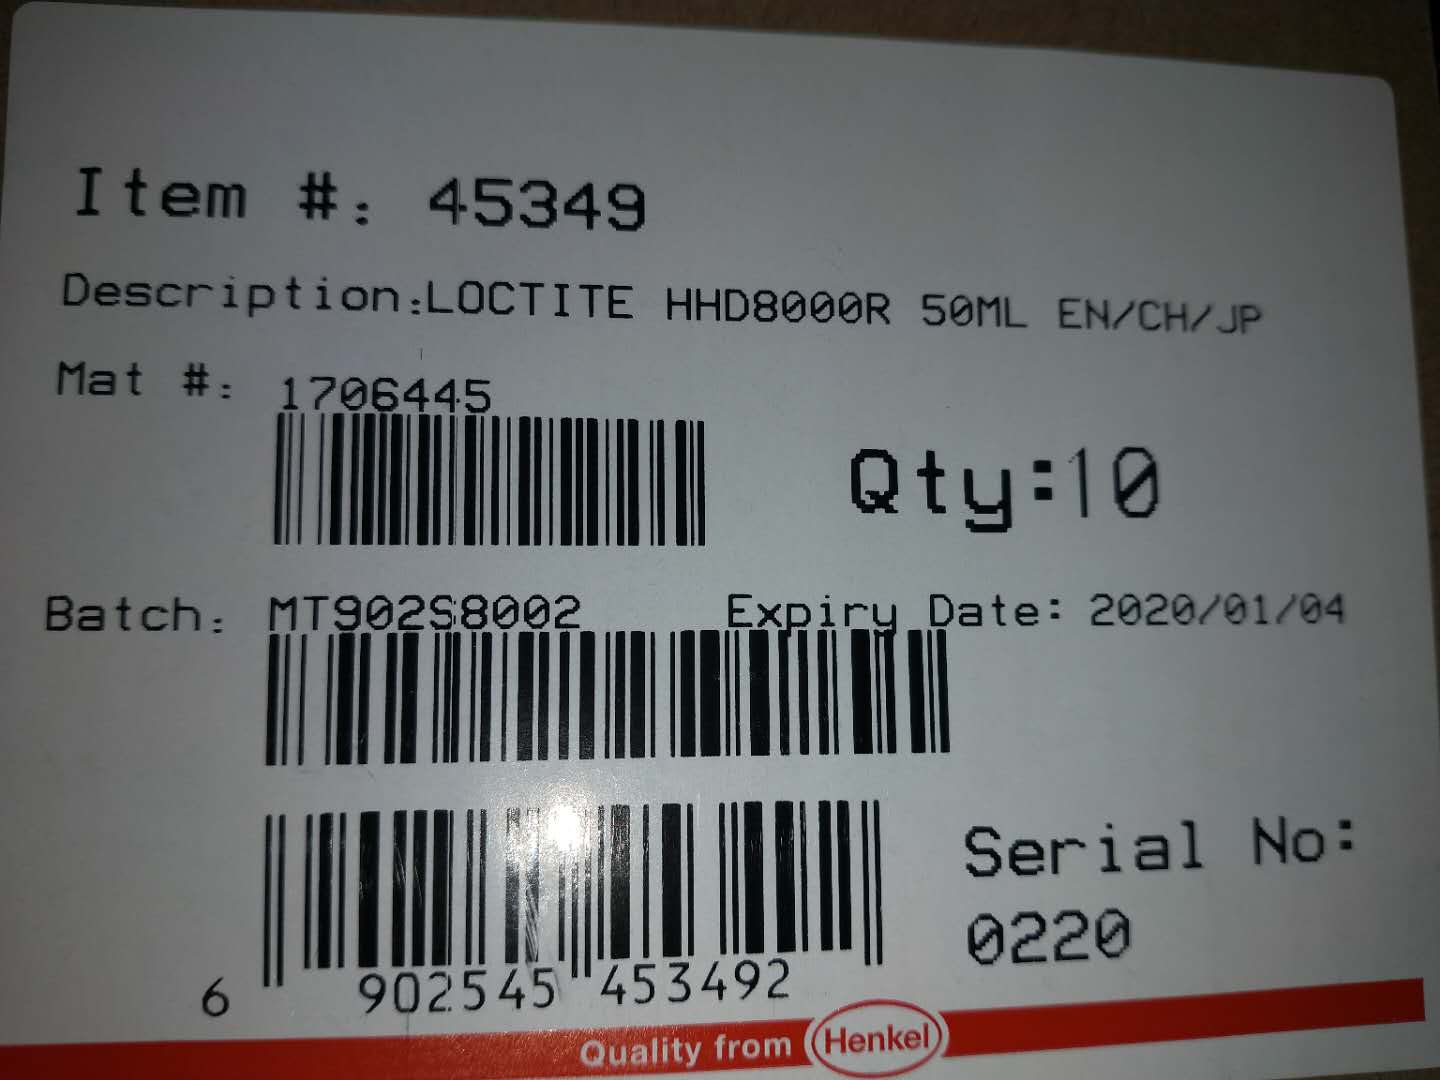 Item #: 45349
Description:LOCTITE HHD8000R 50ML EN/CH/JP
Mat #: 1706445
Qty:10
Batch: MT902S8002 Expiry Date: 2020/01/04
Serial No:
0220
6 902545 453492
Quality from Henkel